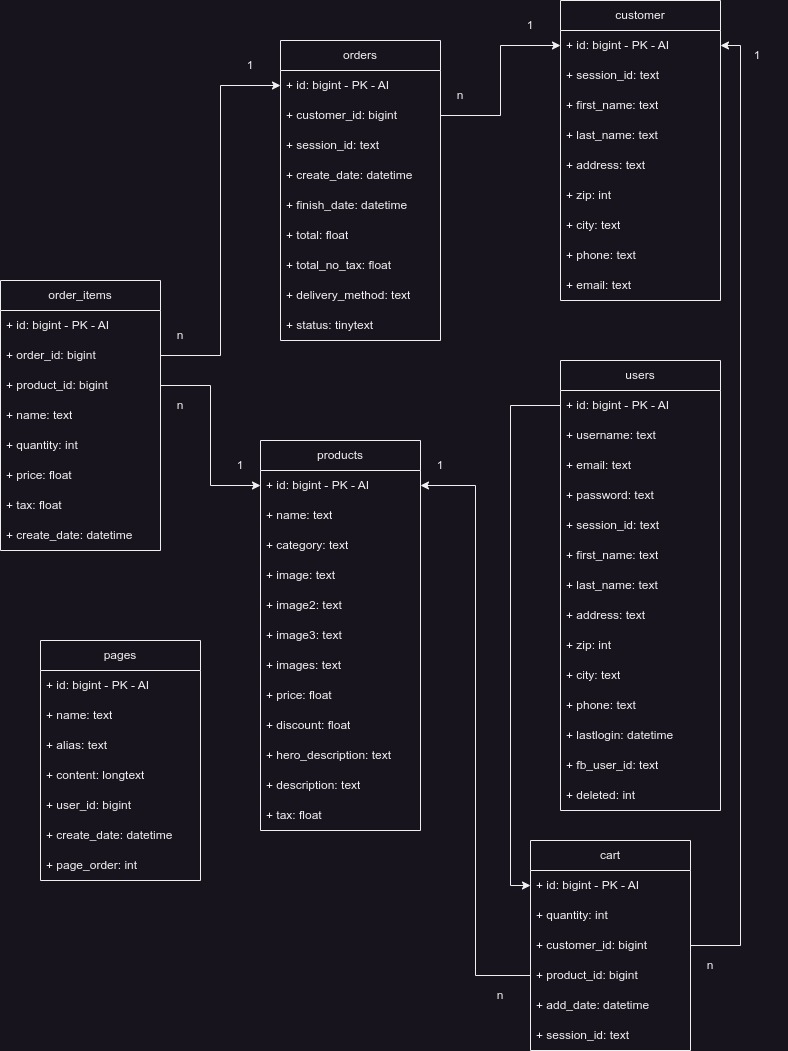 customer
+ id: bigint - PK - AI
+ session_id: text
+ first_name: text
+ last_name: text
+ address: text
+ zip: int
+ city: text
+ phone: text
+ email: text
1
1
orders
+ id: bigint - PK - AI
+ customer_id: bigint
+ session_id: text
+ create_date: datetime
+ finish_date: datetime
+ total: float
+ total_no_tax: float
+ delivery_method: text
+ status: tinytext
1
n
order_items
+ id: bigint - PK - AI
+ order_id: bigint
+ product_id: bigint
+ name: text
+ quantity: int
+ price: float
+ tax: float
+ create_date: datetime
n
n
users
+ id: bigint - PK - AI
+ username: text
+ email: text
+ password: text
+ session_id: text
+ first_name: text
+ last_name: text
+ address: text
+ zip: int
+ city: text
+ phone: text
+ lastlogin: datetime
+ fb_user_id: text
+ deleted: int
products
+ id: bigint - PK - AI
+ name: text
+ category: text
+ image: text
+ image2: text
+ image3: text
+ images: text
+ price: float
+ discount: float
+ hero_description: text
+ description: text
+ tax: float
1
1
pages
+ id: bigint - PK - AI
+ name: text
+ alias: text
+ content: longtext
+ user_id: bigint
+ create_date: datetime
+ page_order: int
cart
+ id: bigint - PK - AI
+ quantity: int
+ customer_id: bigint
+ product_id: bigint
+ add_date: datetime
+ session_id: text
n
n